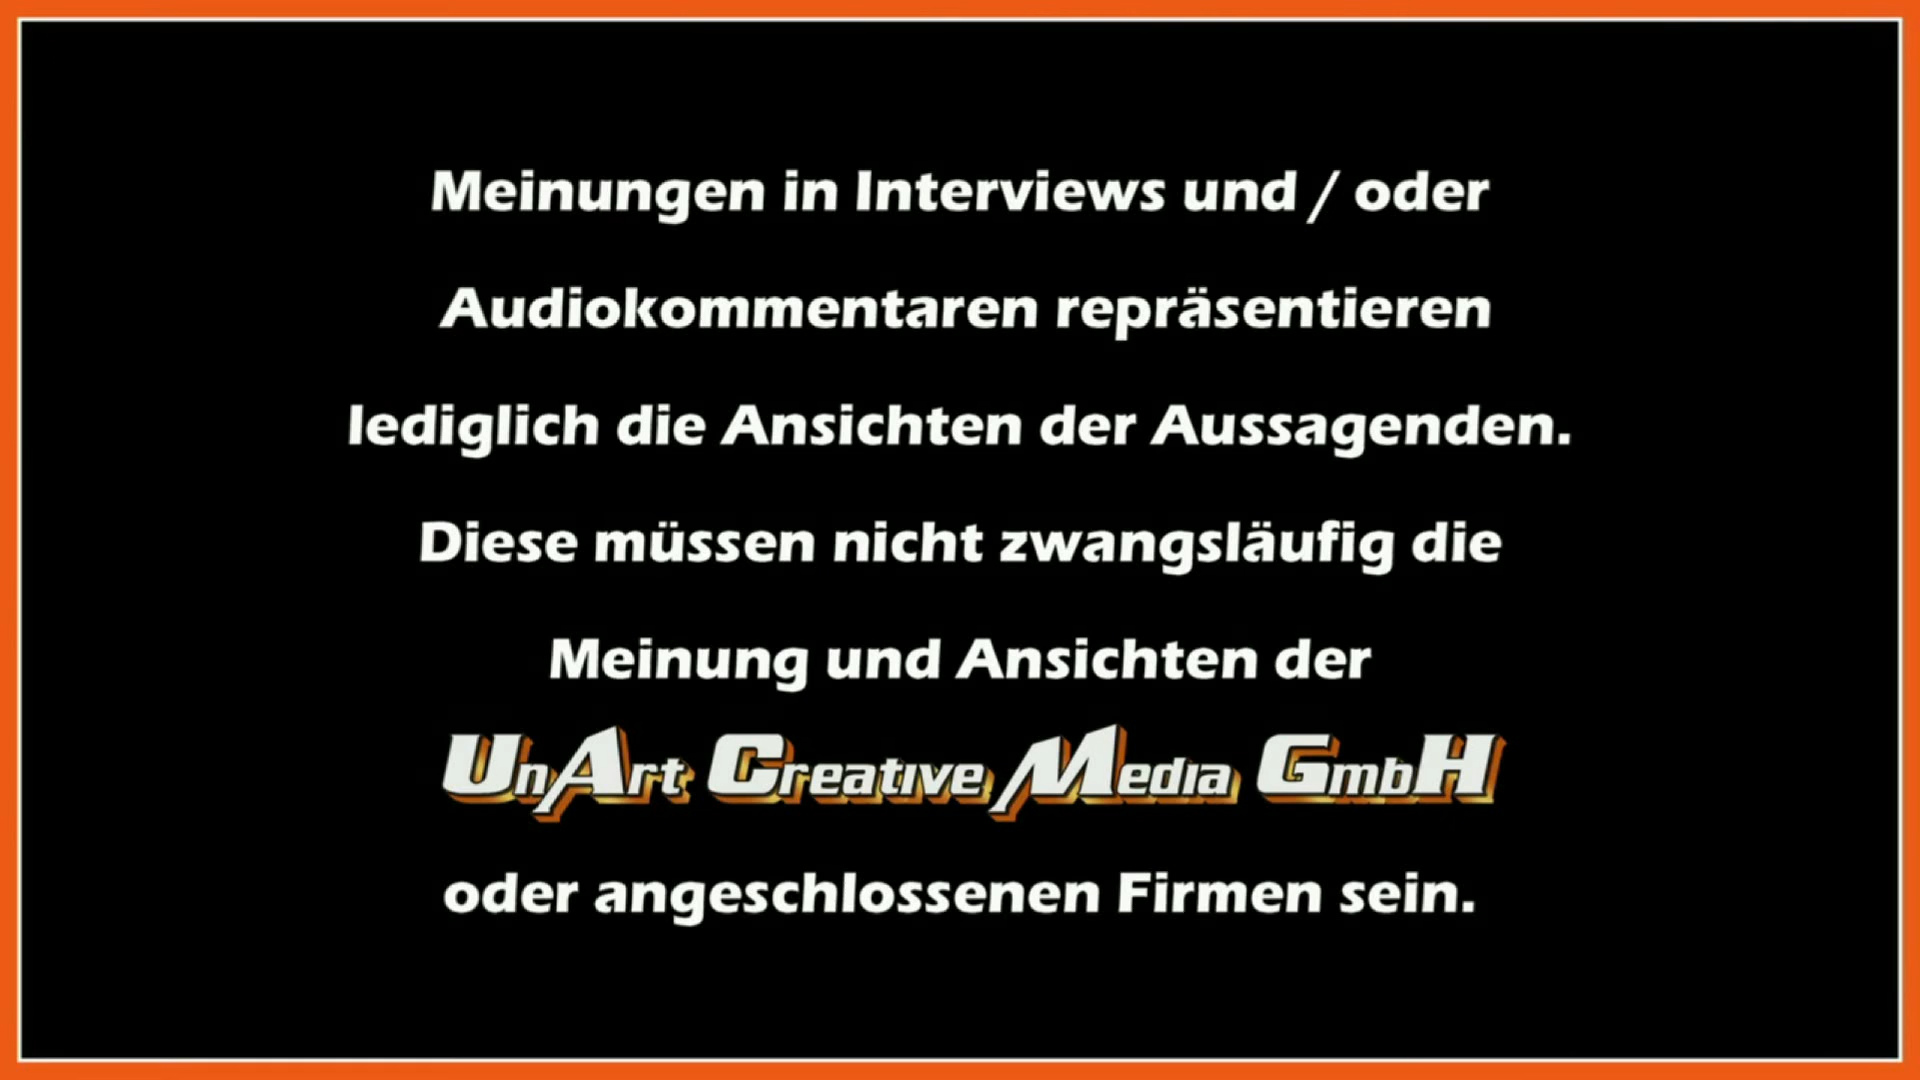 Meinungen in Interviews und / oder
Audiokommentaren repräsentieren
lediglich die Ansichten der Aussagenden.
Diese müssen nicht zwangsläufig die
Meinung und Ansichten der
UnArt Creative Media GmbH
oder angeschlossenen Firmen sein.